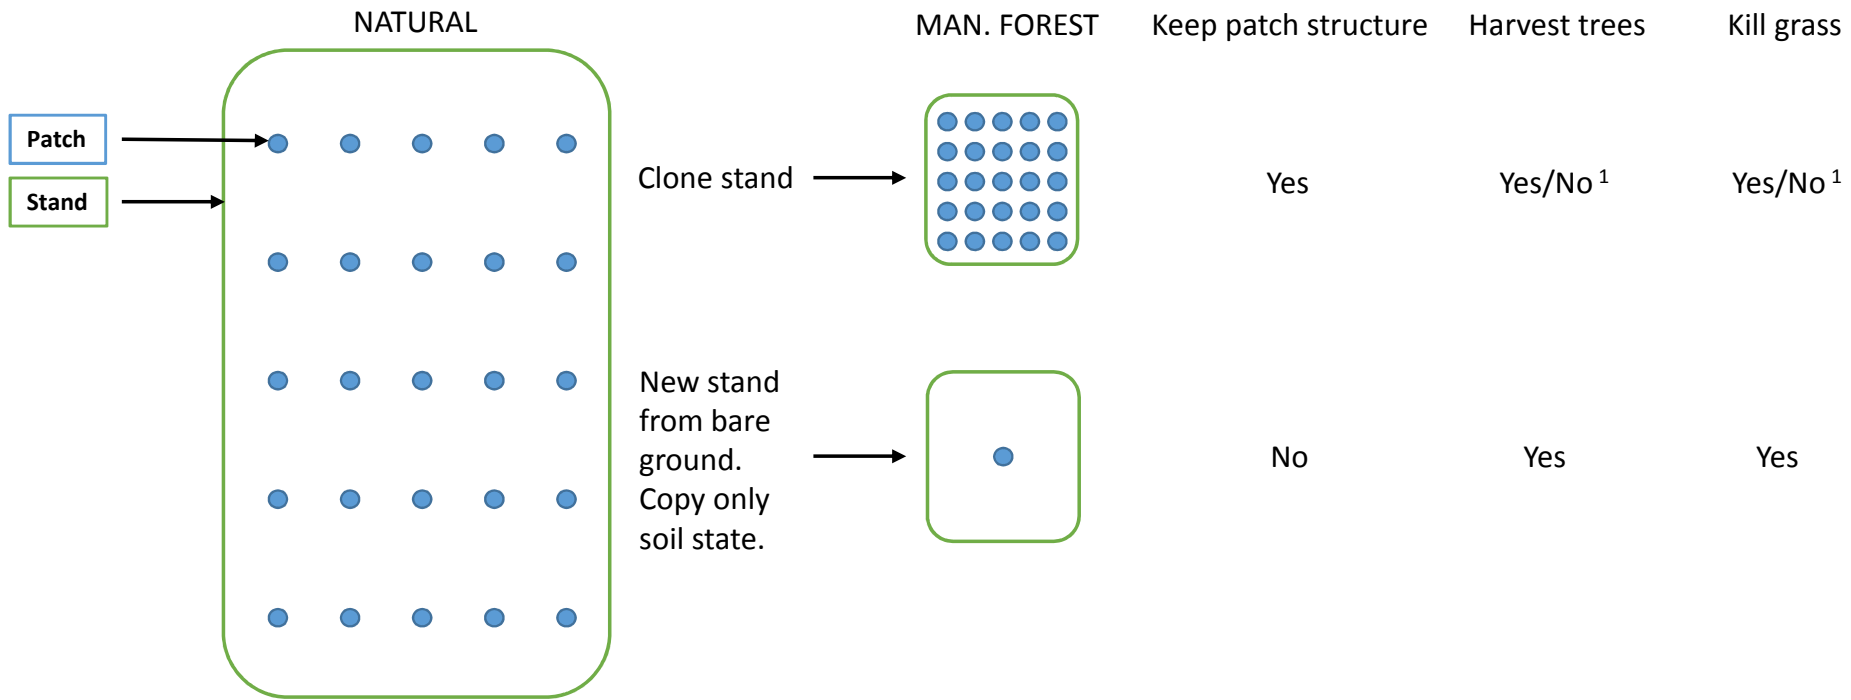 NATURAL
MAN. FOREST
Keep patch structure
Harvest trees
Kill grass
Patch
Stand
Clone stand
Yes
Yes/No 1
Yes/No 1
New stand
from bare
ground.
Copy only
soil state.
No
Yes
Yes